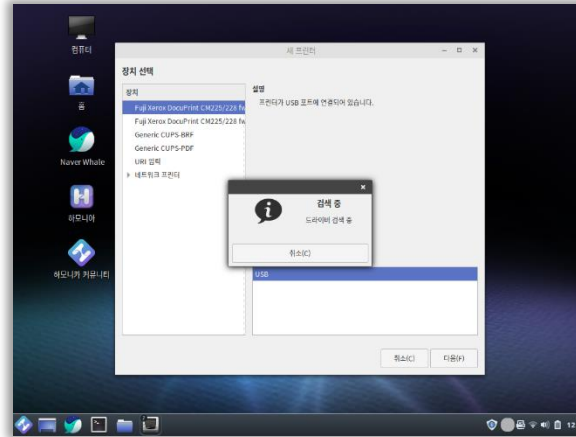 컴퓨터
홈
Naver Whale
하모니아
하모니카 커뮤니티
새 프린터
장치 선택
장치
Fuji Xerox DocuPrint CM225/228 fw
Fuji Xerox DocuPrint CM225/228 fw
Generic CUPS-BRF
Generic CUPS-PDF
URI 입력
네트워크 프린터
설명
프린터가 USB 포트에 연결되어 있습니다.
검색 중
드라이버 검색 중
취소(C)
USB
취소(C)
다음(F)